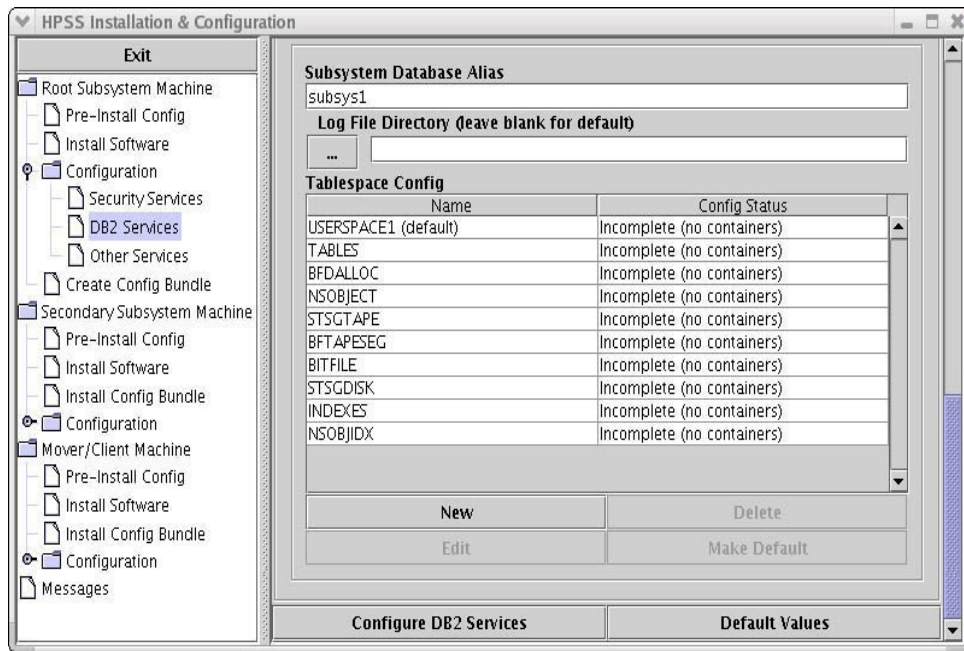 HPSS Installation & Configuration
Exit
Root Subsystem Machine
Pre-Install Config
Install Software
Configuration
Security Services
DB2 Services
Other Services
Create Config Bundle
Secondary Subsystem Machine
Pre-Install Config
Install Software
Install Config Bundle
Configuration
Mover/Client Machine
Pre-Install Config
Install Software
Install Config Bundle
Configuration
Messages
Subsystem Database Alias
subsys1
Log File Directory (leave blank for default)
...
Tablespace Config
Name Config Status
USERSPACE1 (default) Incomplete (no containers)
TABLES Incomplete (no containers)
BFDALLOC Incomplete (no containers)
NSOBJECT Incomplete (no containers)
STSGTAPE Incomplete (no containers)
BFTAPESEG Incomplete (no containers)
BITFILE Incomplete (no containers)
STSGDISK Incomplete (no containers)
INDEXES Incomplete (no containers)
NSOBJIDX Incomplete (no containers)
New Delete
Edit Make Default
Configure DB2 Services Default Values